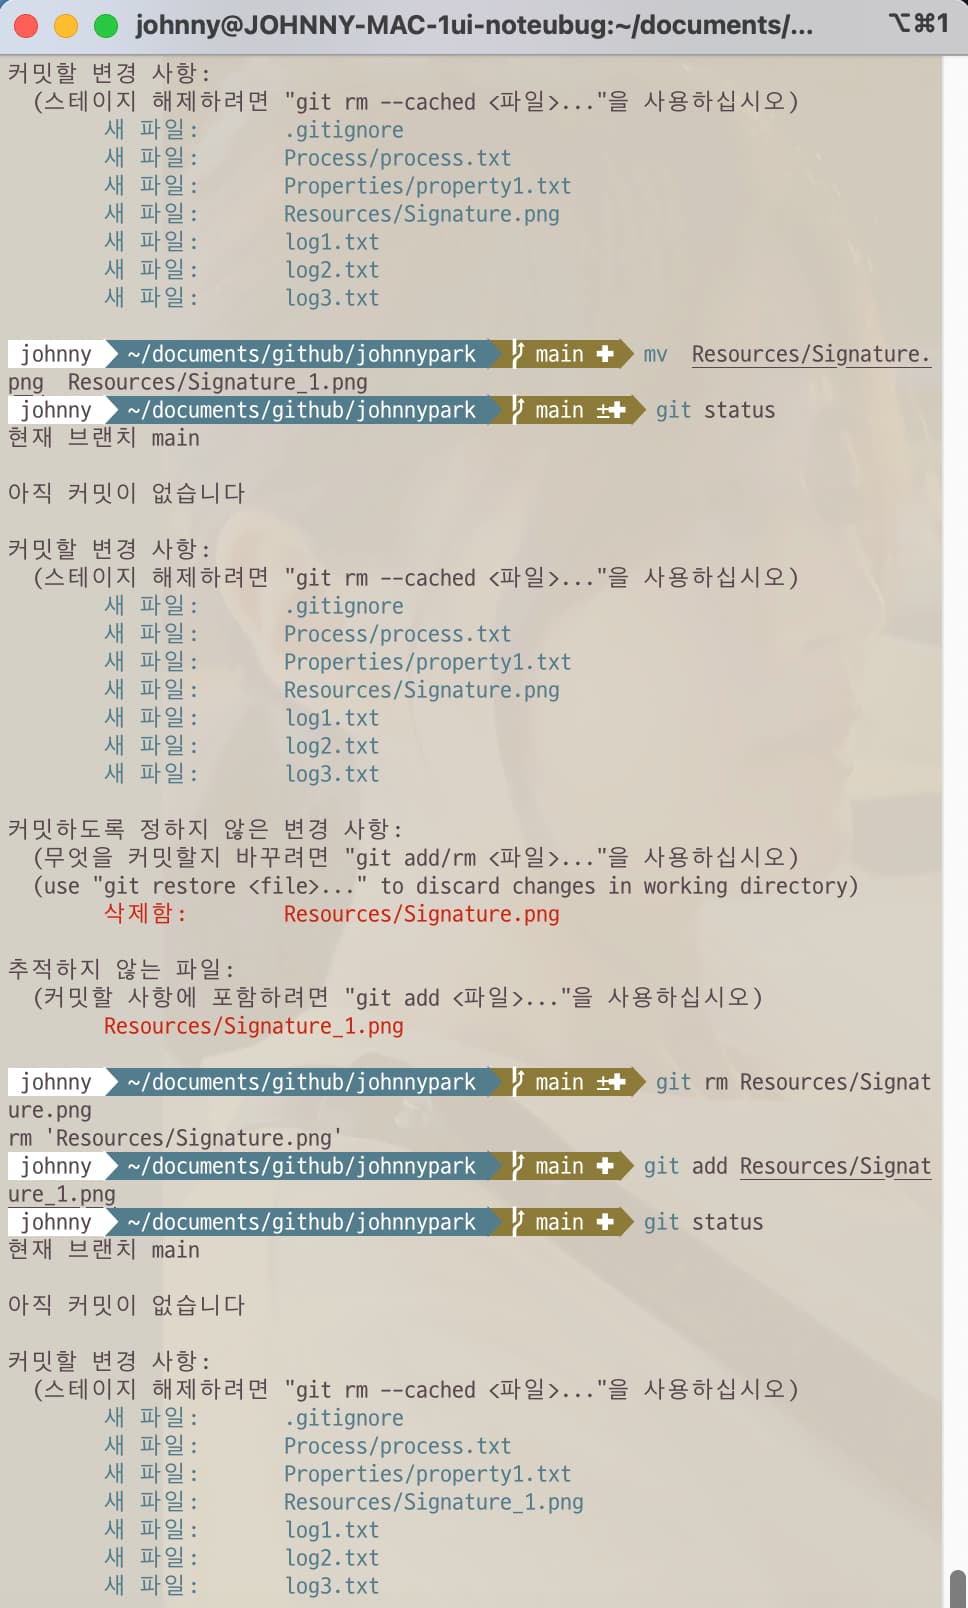 johnny@JOHNNY-MAC-1ui-noteubug:~/documents/... ⌥⌘1
커밋할 변경 사항:
(스테이지 해제하려면 "git rm --cached <파일>..."을 사용하십시오)
새 파일: .gitignore
새 파일: Process/process.txt
새 파일: Properties/property1.txt
새 파일: Resources/Signature.png
새 파일: log1.txt
새 파일: log2.txt
새 파일: log3.txt
johnny ~/documents/github/johnnypark main ✚ mv Resources/Signature.
png Resources/Signature_1.png
johnny ~/documents/github/johnnypark main ±✚ git status
현재 브랜치 main
아직 커밋이 없습니다
커밋할 변경 사항:
(스테이지 해제하려면 "git rm --cached <파일>..."을 사용하십시오)
새 파일: .gitignore
새 파일: Process/process.txt
새 파일: Properties/property1.txt
새 파일: Resources/Signature.png
새 파일: log1.txt
새 파일: log2.txt
새 파일: log3.txt
커밋하도록 정하지 않은 변경 사항:
(무엇을 커밋할지 바꾸려면 "git add/rm <파일>..."을 사용하십시오)
(use "git restore <file>..." to discard changes in working directory)
삭제함: Resources/Signature.png
추적하지 않는 파일:
(커밋할 사항에 포함하려면 "git add <파일>..."을 사용하십시오)
Resources/Signature_1.png
johnny ~/documents/github/johnnypark main ±✚ git rm Resources/Signat
ure.png
rm 'Resources/Signature.png'
johnny ~/documents/github/johnnypark main ✚ git add Resources/Signat
ure_1.png
johnny ~/documents/github/johnnypark main ✚ git status
현재 브랜치 main
아직 커밋이 없습니다
커밋할 변경 사항:
(스테이지 해제하려면 "git rm --cached <파일>..."을 사용하십시오)
새 파일: .gitignore
새 파일: Process/process.txt
새 파일: Properties/property1.txt
새 파일: Resources/Signature_1.png
새 파일: log1.txt
새 파일: log2.txt
새 파일: log3.txt